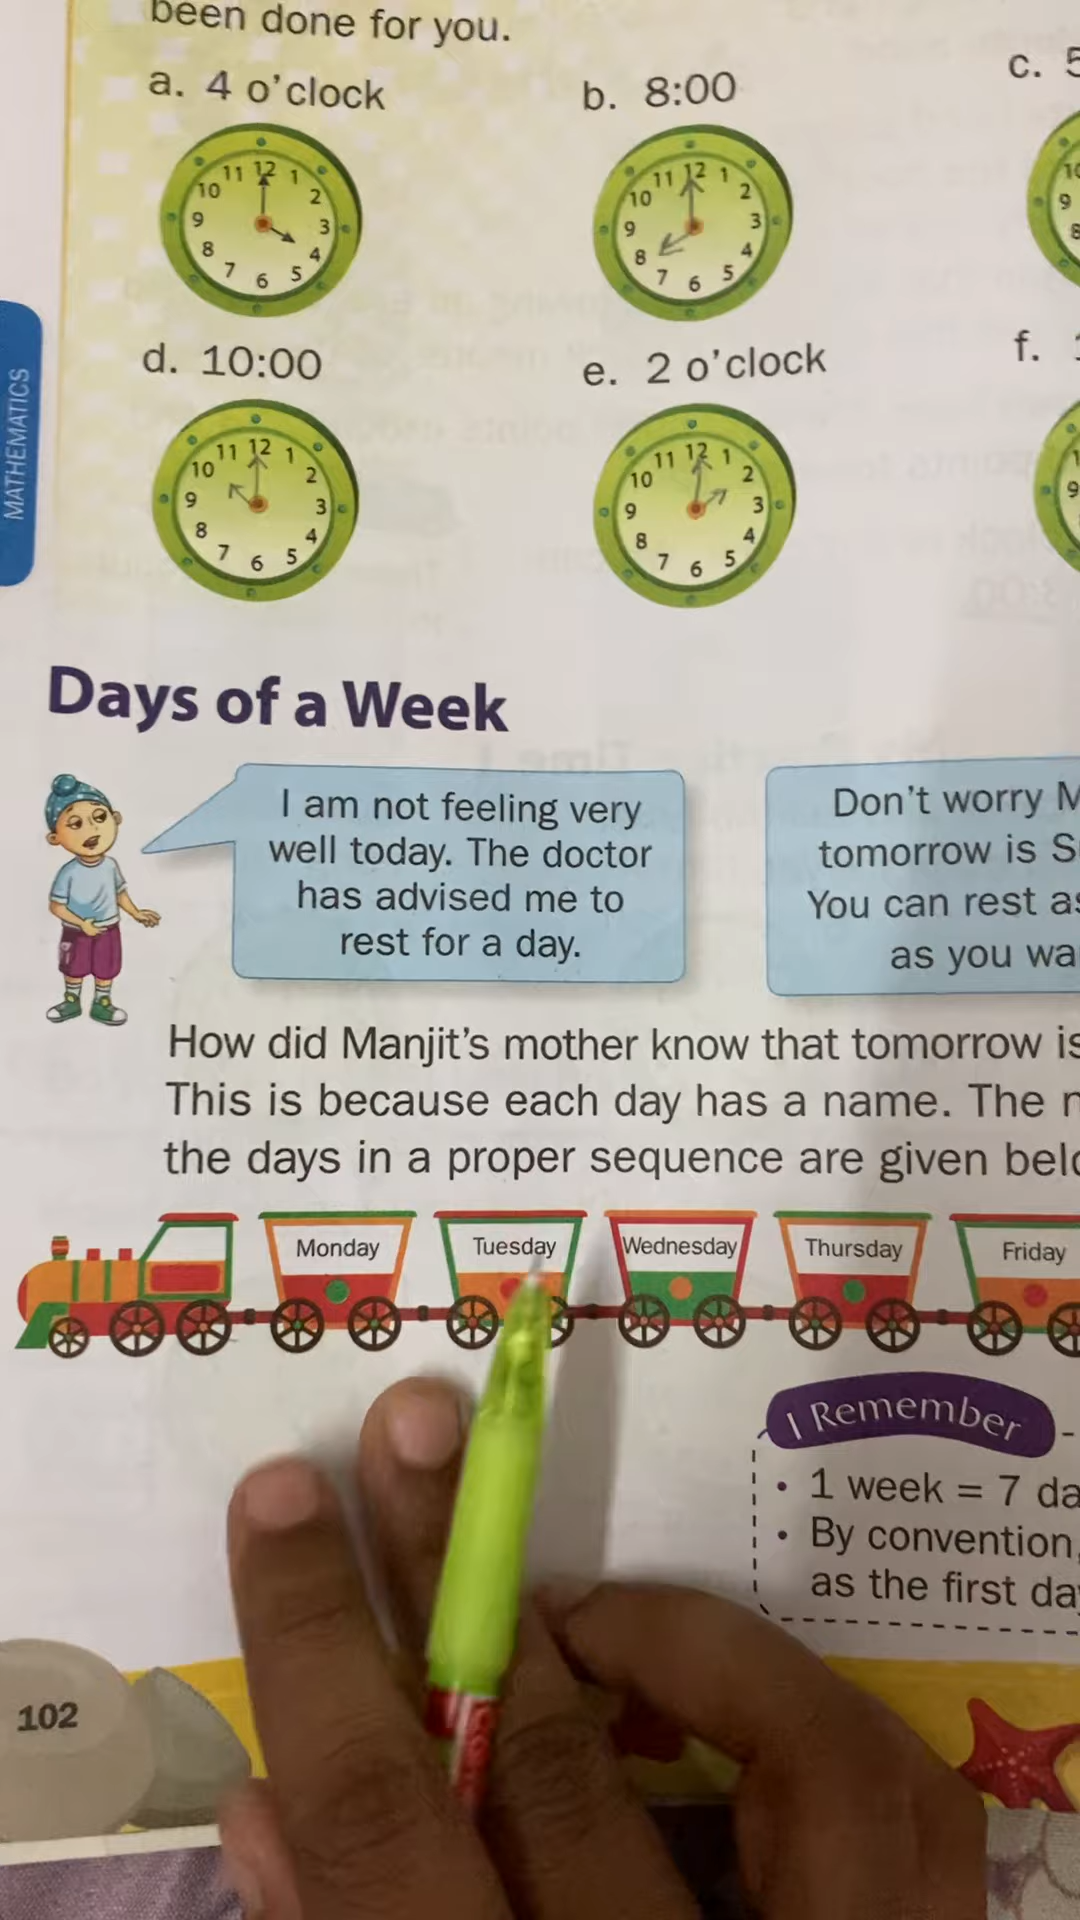 been done for you.
a. 4 o'clock
b. 8:00
c. 5
11 12 1
10 2
9 3
8 4
7 6 5
11 12 1
10 2
9 3
8 4
7 6 5
10
9
8
d. 10:00
e. 2 o'clock
f.
11 12 1
10 2
9 3
8 4
7 6 5
11 12 1
10 2
9 3
8 4
7 6 5
9
MATHEMATICS
Days of a Week
I am not feeling very
well today. The doctor
has advised me to
rest for a day.
Don't worry M
tomorrow is S
You can rest as
as you wa
How did Manjit's mother know that tomorrow is
This is because each day has a name. The
the days in a proper sequence are given belo
Monday Tuesday Wednesday Thursday Friday
I Remember
• 1 week = 7 da
• By convention,
as the first da
102